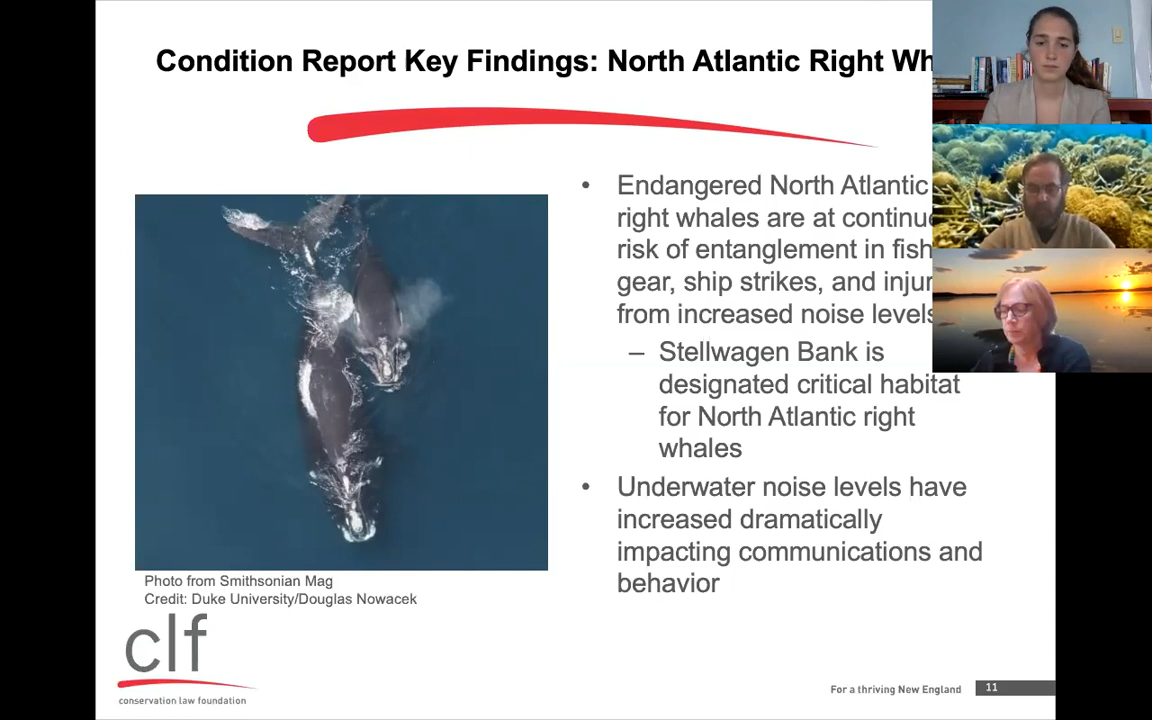 Condition Report Key Findings: North Atlantic Right Wh
• Endangered North Atlantic
right whales are at continue
risk of entanglement in fish
gear, ship strikes, and injur
from increased noise levels
– Stellwagen Bank is
designated critical habitat
for North Atlantic right
whales
• Underwater noise levels have
increased dramatically
impacting communications and
behavior
Photo from Smithsonian Mag
Credit: Duke University/Douglas Nowacek
clf
conservation law foundation
For a thriving New England
11